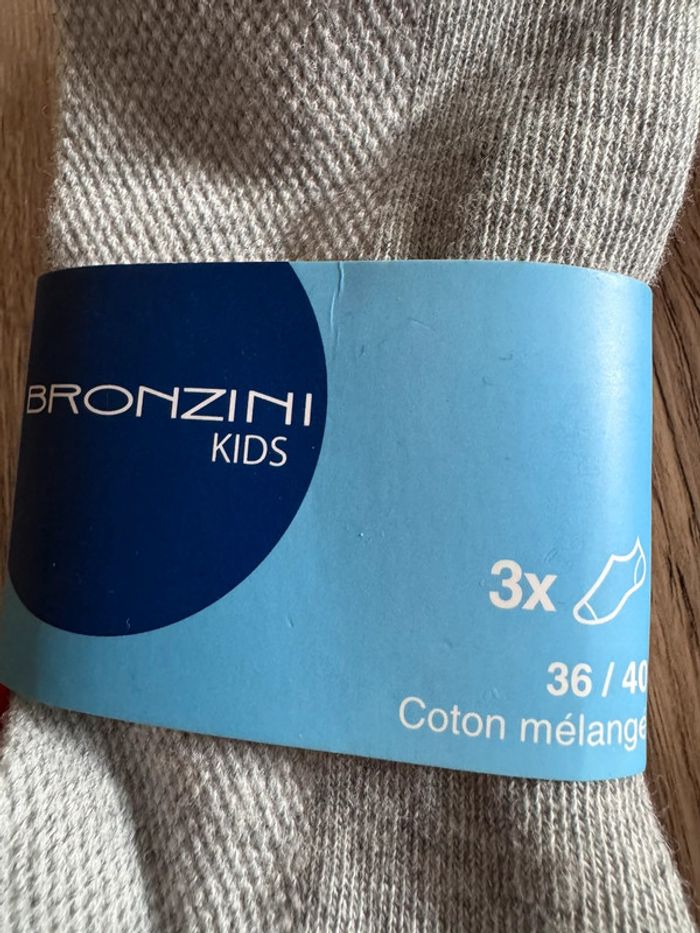 BRONZINI
KIDS
3x
36 / 40
Coton mélangé